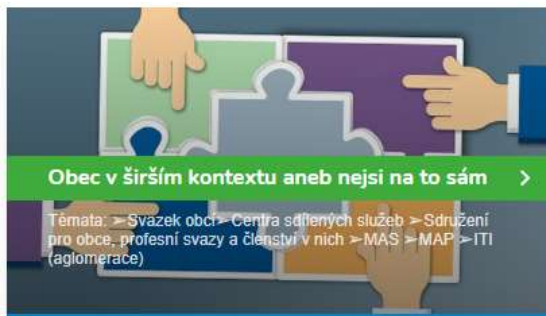 Obec v širším kontextu aneb nejsi na to sám >
Témata: ➢Svazek obcí➢Centra sdílených služeb ➢Sdružení
pro obce, profesní svazy a členství v nich ➢MAS ➢MAP ➢ITI
(aglomerace)